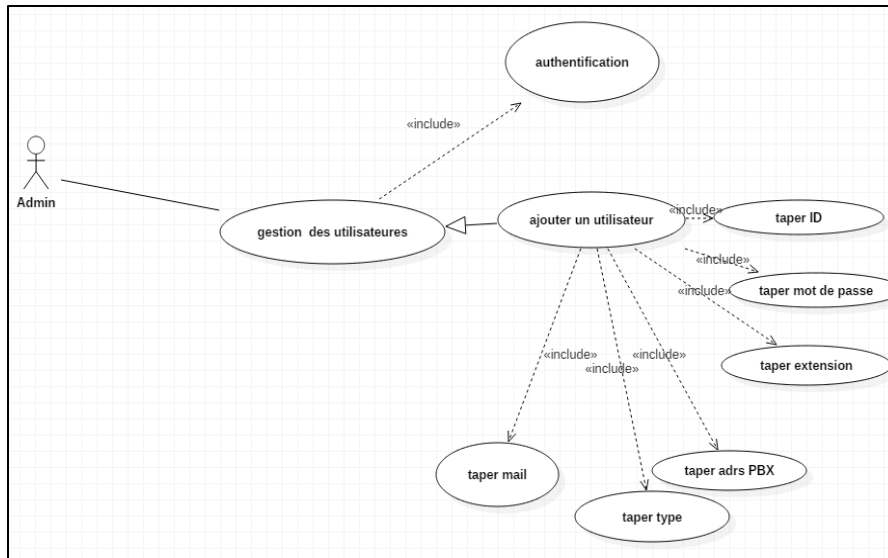 authentification
«include»
Admin
gestion des utilisateures
ajouter un utilisateur
«include»
taper ID
«include»
taper mot de passe
«include»
taper extension
«include»
«include»
«include»
taper mail
taper adrs PBX
taper type